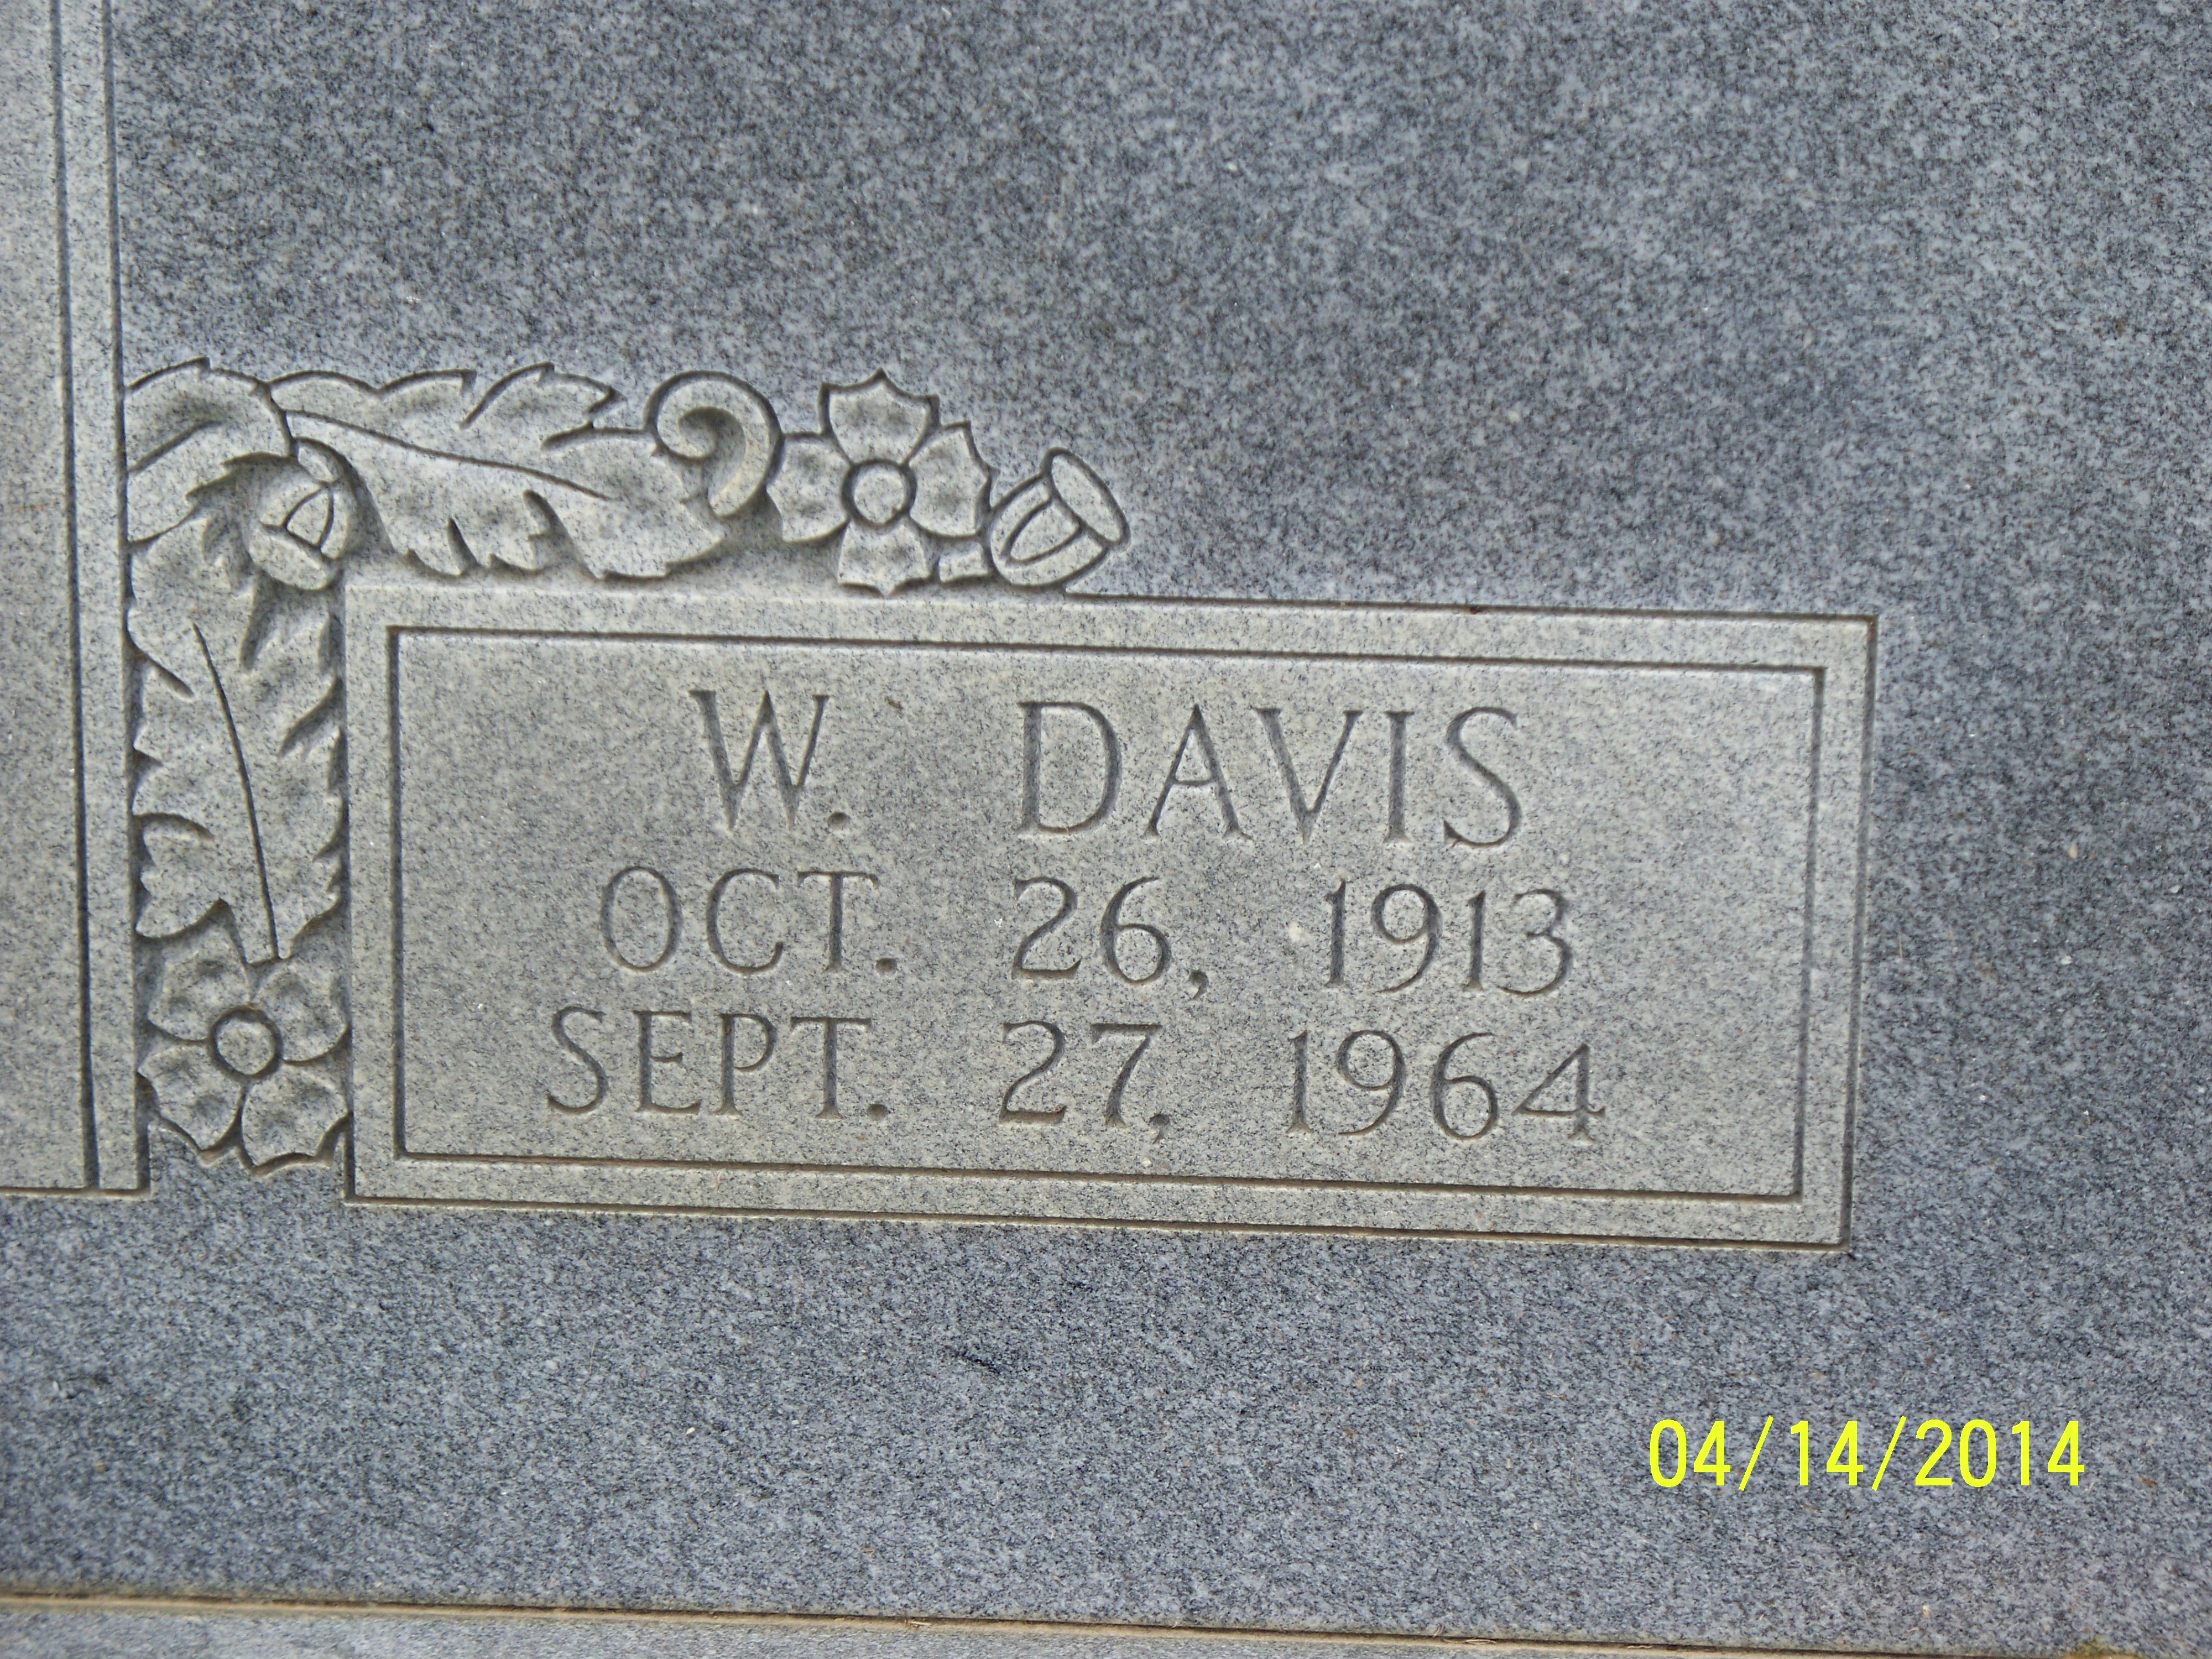 W. DAVIS
OCT. 26, 1913
SEPT. 27, 1964
04/14/2014